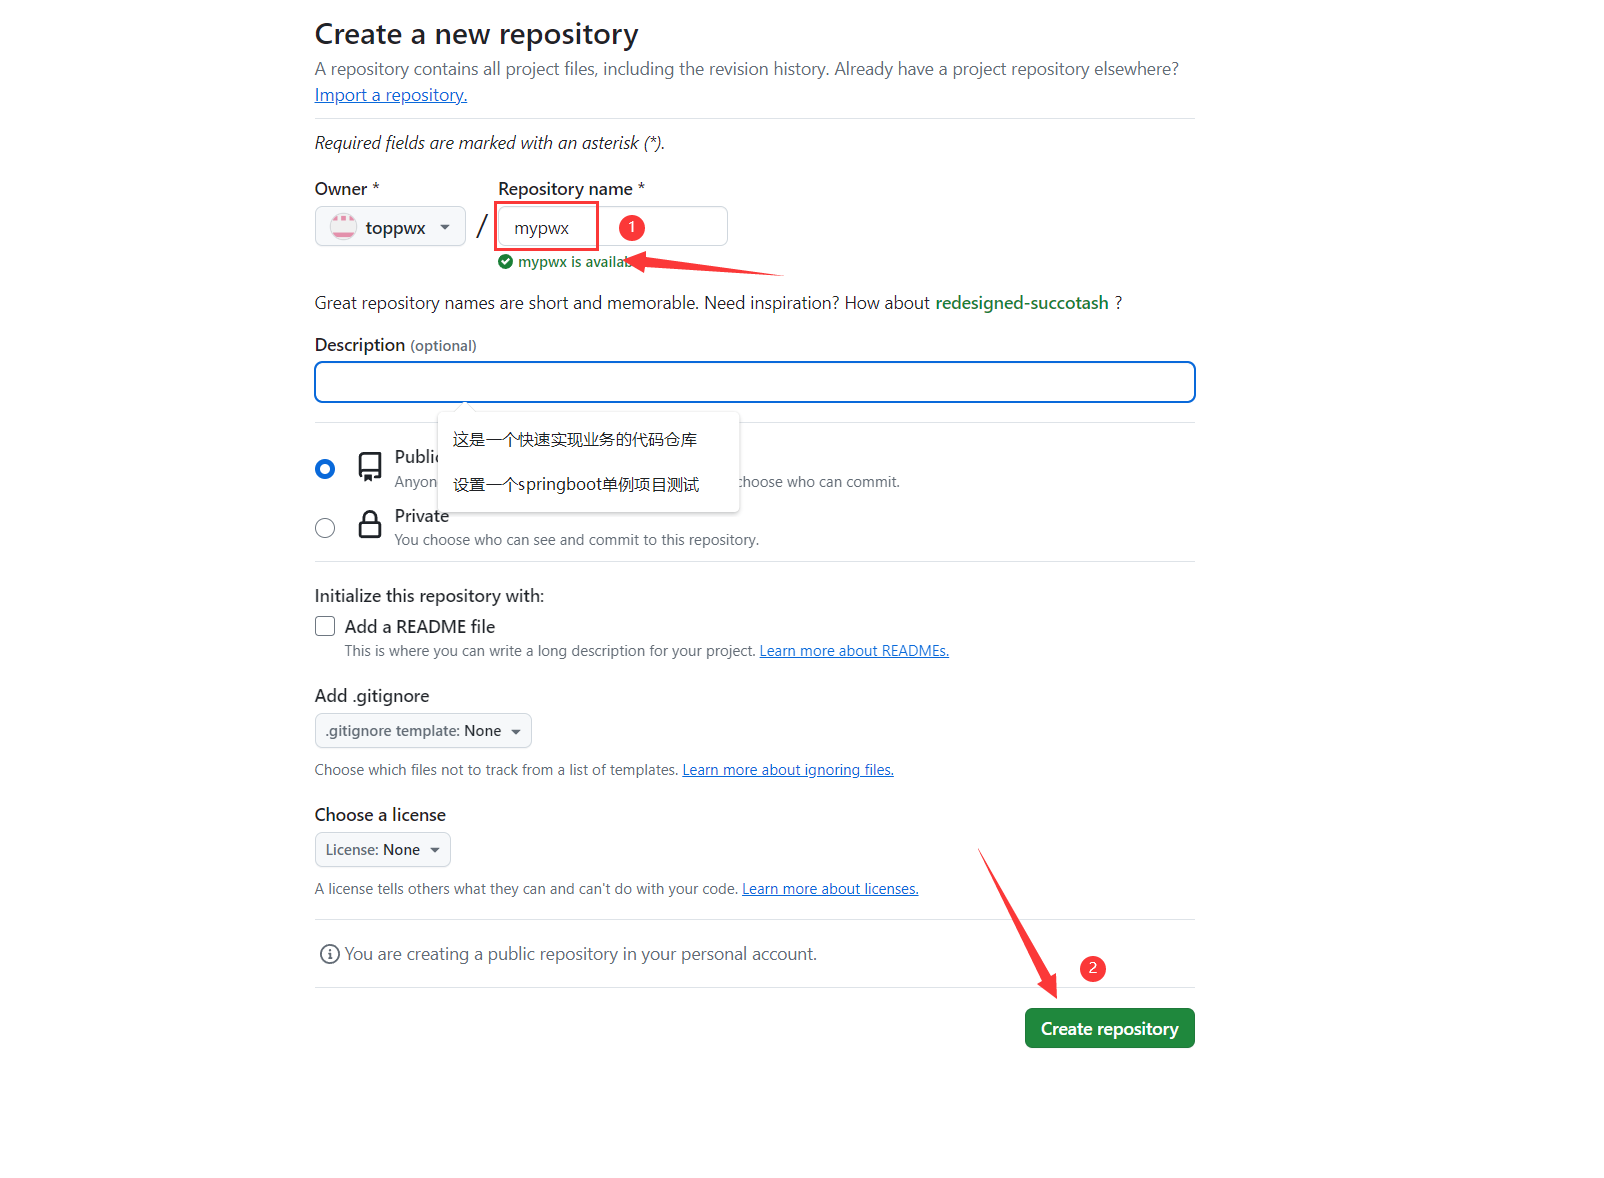 Create a new repository
A repository contains all project files, including the revision history. Already have a project repository elsewhere?
Import a repository.
Required fields are marked with an asterisk (*).
Owner *
Repository name *
toppwx
/
mypwx
1
mypwx is
Great repository names are short and memorable. Need inspiration? How about redesigned-succotash ?
Description (optional)
这是一个快速实现业务的代码仓库
设置一个springboot单例项目测试
choose who can commit.
Private
You choose who can see and commit to this repository.
Initialize this repository with:
Add a README file
This is where you can write a long description for your project. Learn more about READMEs.
Add .gitignore
.gitignore template: None
Choose which files not to track from a list of templates. Learn more about ignoring files.
Choose a license
License: None
A license tells others what they can and can't do with your code. Learn more about licenses.
You are creating a public repository in your personal account.
2
Create repository